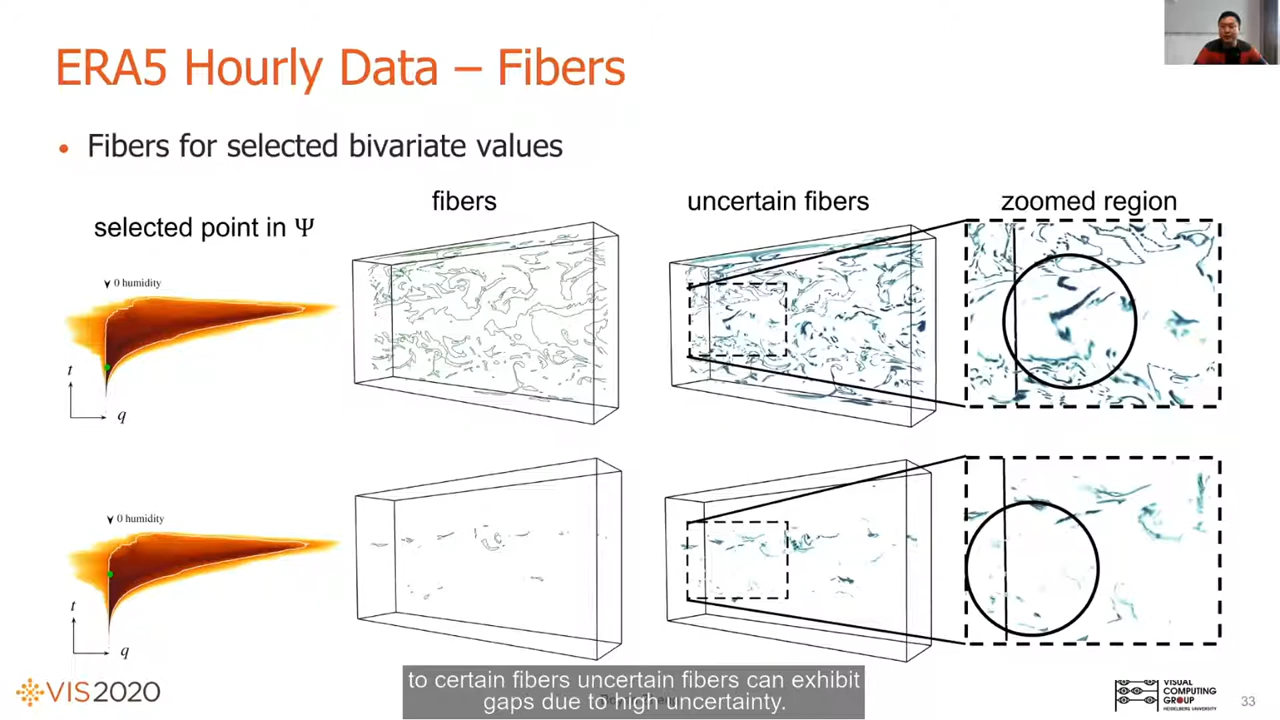 ERA5 Hourly Data – Fibers
• Fibers for selected bivariate values
selected point in Ψ
fibers
uncertain fibers
zoomed region
0 humidity
t
q
0 humidity
t
q
to certain fibers uncertain fibers can exhibit
gaps due to high uncertainty.
VIS2020
VISUAL
COMPUTING
GROUP
HEIDELBERG UNIVERSITY
33